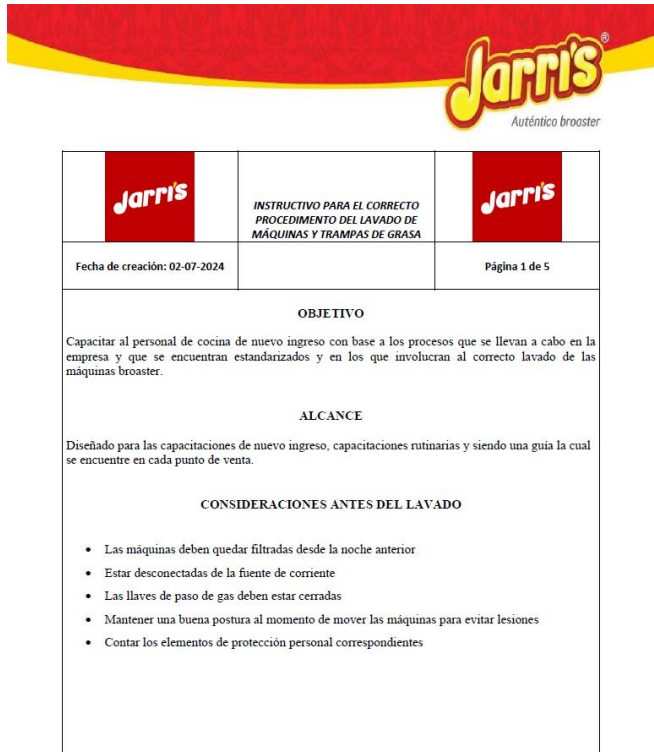 Jarri's®
Auténtico broaster
Jarri's
INSTRUCTIVO PARA EL CORRECTO
PROCEDIMENTO DEL LAVADO DE
MÁQUINAS Y TRAMPAS DE GRASA
Jarri's
Fecha de creación: 02-07-2024
Página 1 de 5
OBJETIVO
Capacitar al personal de cocina de nuevo ingreso con base a los procesos que se llevan a cabo en la
empresa y que se encuentran estandarizados y en los que involucran al correcto lavado de las
máquinas broaster.
ALCANCE
Diseñado para las capacitaciones de nuevo ingreso, capacitaciones rutinarias y siendo una guía la cual
se encuentre en cada punto de venta.
CONSIDERACIONES ANTES DEL LAVADO
• Las máquinas deben quedar filtradas desde la noche anterior
• Estar desconectadas de la fuente de corriente
• Las llaves de paso de gas deben estar cerradas
• Mantener una buena postura al momento de mover las máquinas para evitar lesiones
• Contar los elementos de protección personal correspondientes